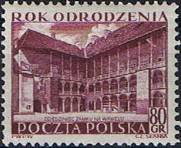 ROK ODRODZENIA
DZIEDZINIEC ZAMKU NA WAWELU
80
GR
POCZTA POLSKA